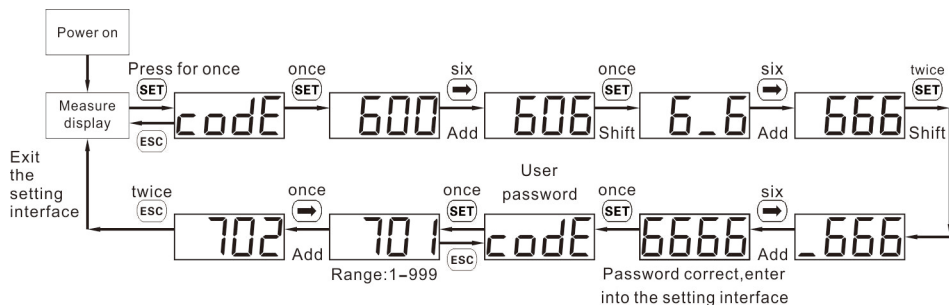 Power on
Press for once
SET
once
SET
six
Add
once
SET
Shift
six
Add
twice
SET
Shift
Measure
display
ESC
codE
600
606
6_6
666
Exit
the
setting
interface
twice
ESC
once
Add
once
SET
ESC
User
password
once
SET
six
Add
702
701
codE
6666
_666
Range:1–999
Password correct,enter
into the setting interface